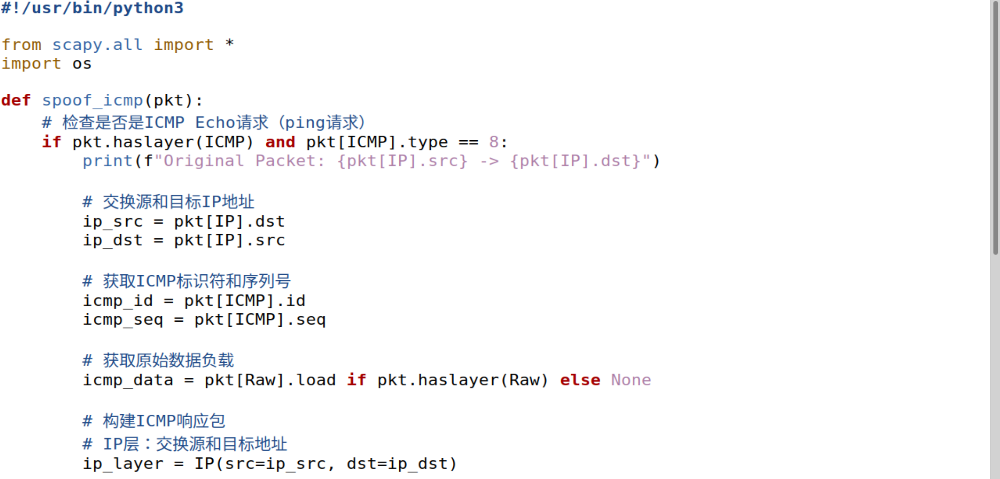 #!/usr/bin/python3
from scapy.all import *
import os
def spoof_icmp(pkt):
    # 检查是否是ICMP Echo请求（ping请求）
    if pkt.haslayer(ICMP) and pkt[ICMP].type == 8:
        print(f"Original Packet: {pkt[IP].src} -> {pkt[IP].dst}")
        # 交换源和目标IP地址
        ip_src = pkt[IP].dst
        ip_dst = pkt[IP].src
        # 获取ICMP标识符和序列号
        icmp_id = pkt[ICMP].id
        icmp_seq = pkt[ICMP].seq
        # 获取原始数据负载
        icmp_data = pkt[Raw].load if pkt.haslayer(Raw) else None
        # 构建ICMP响应包
        # IP层：交换源和目标地址
        ip_layer = IP(src=ip_src, dst=ip_dst)